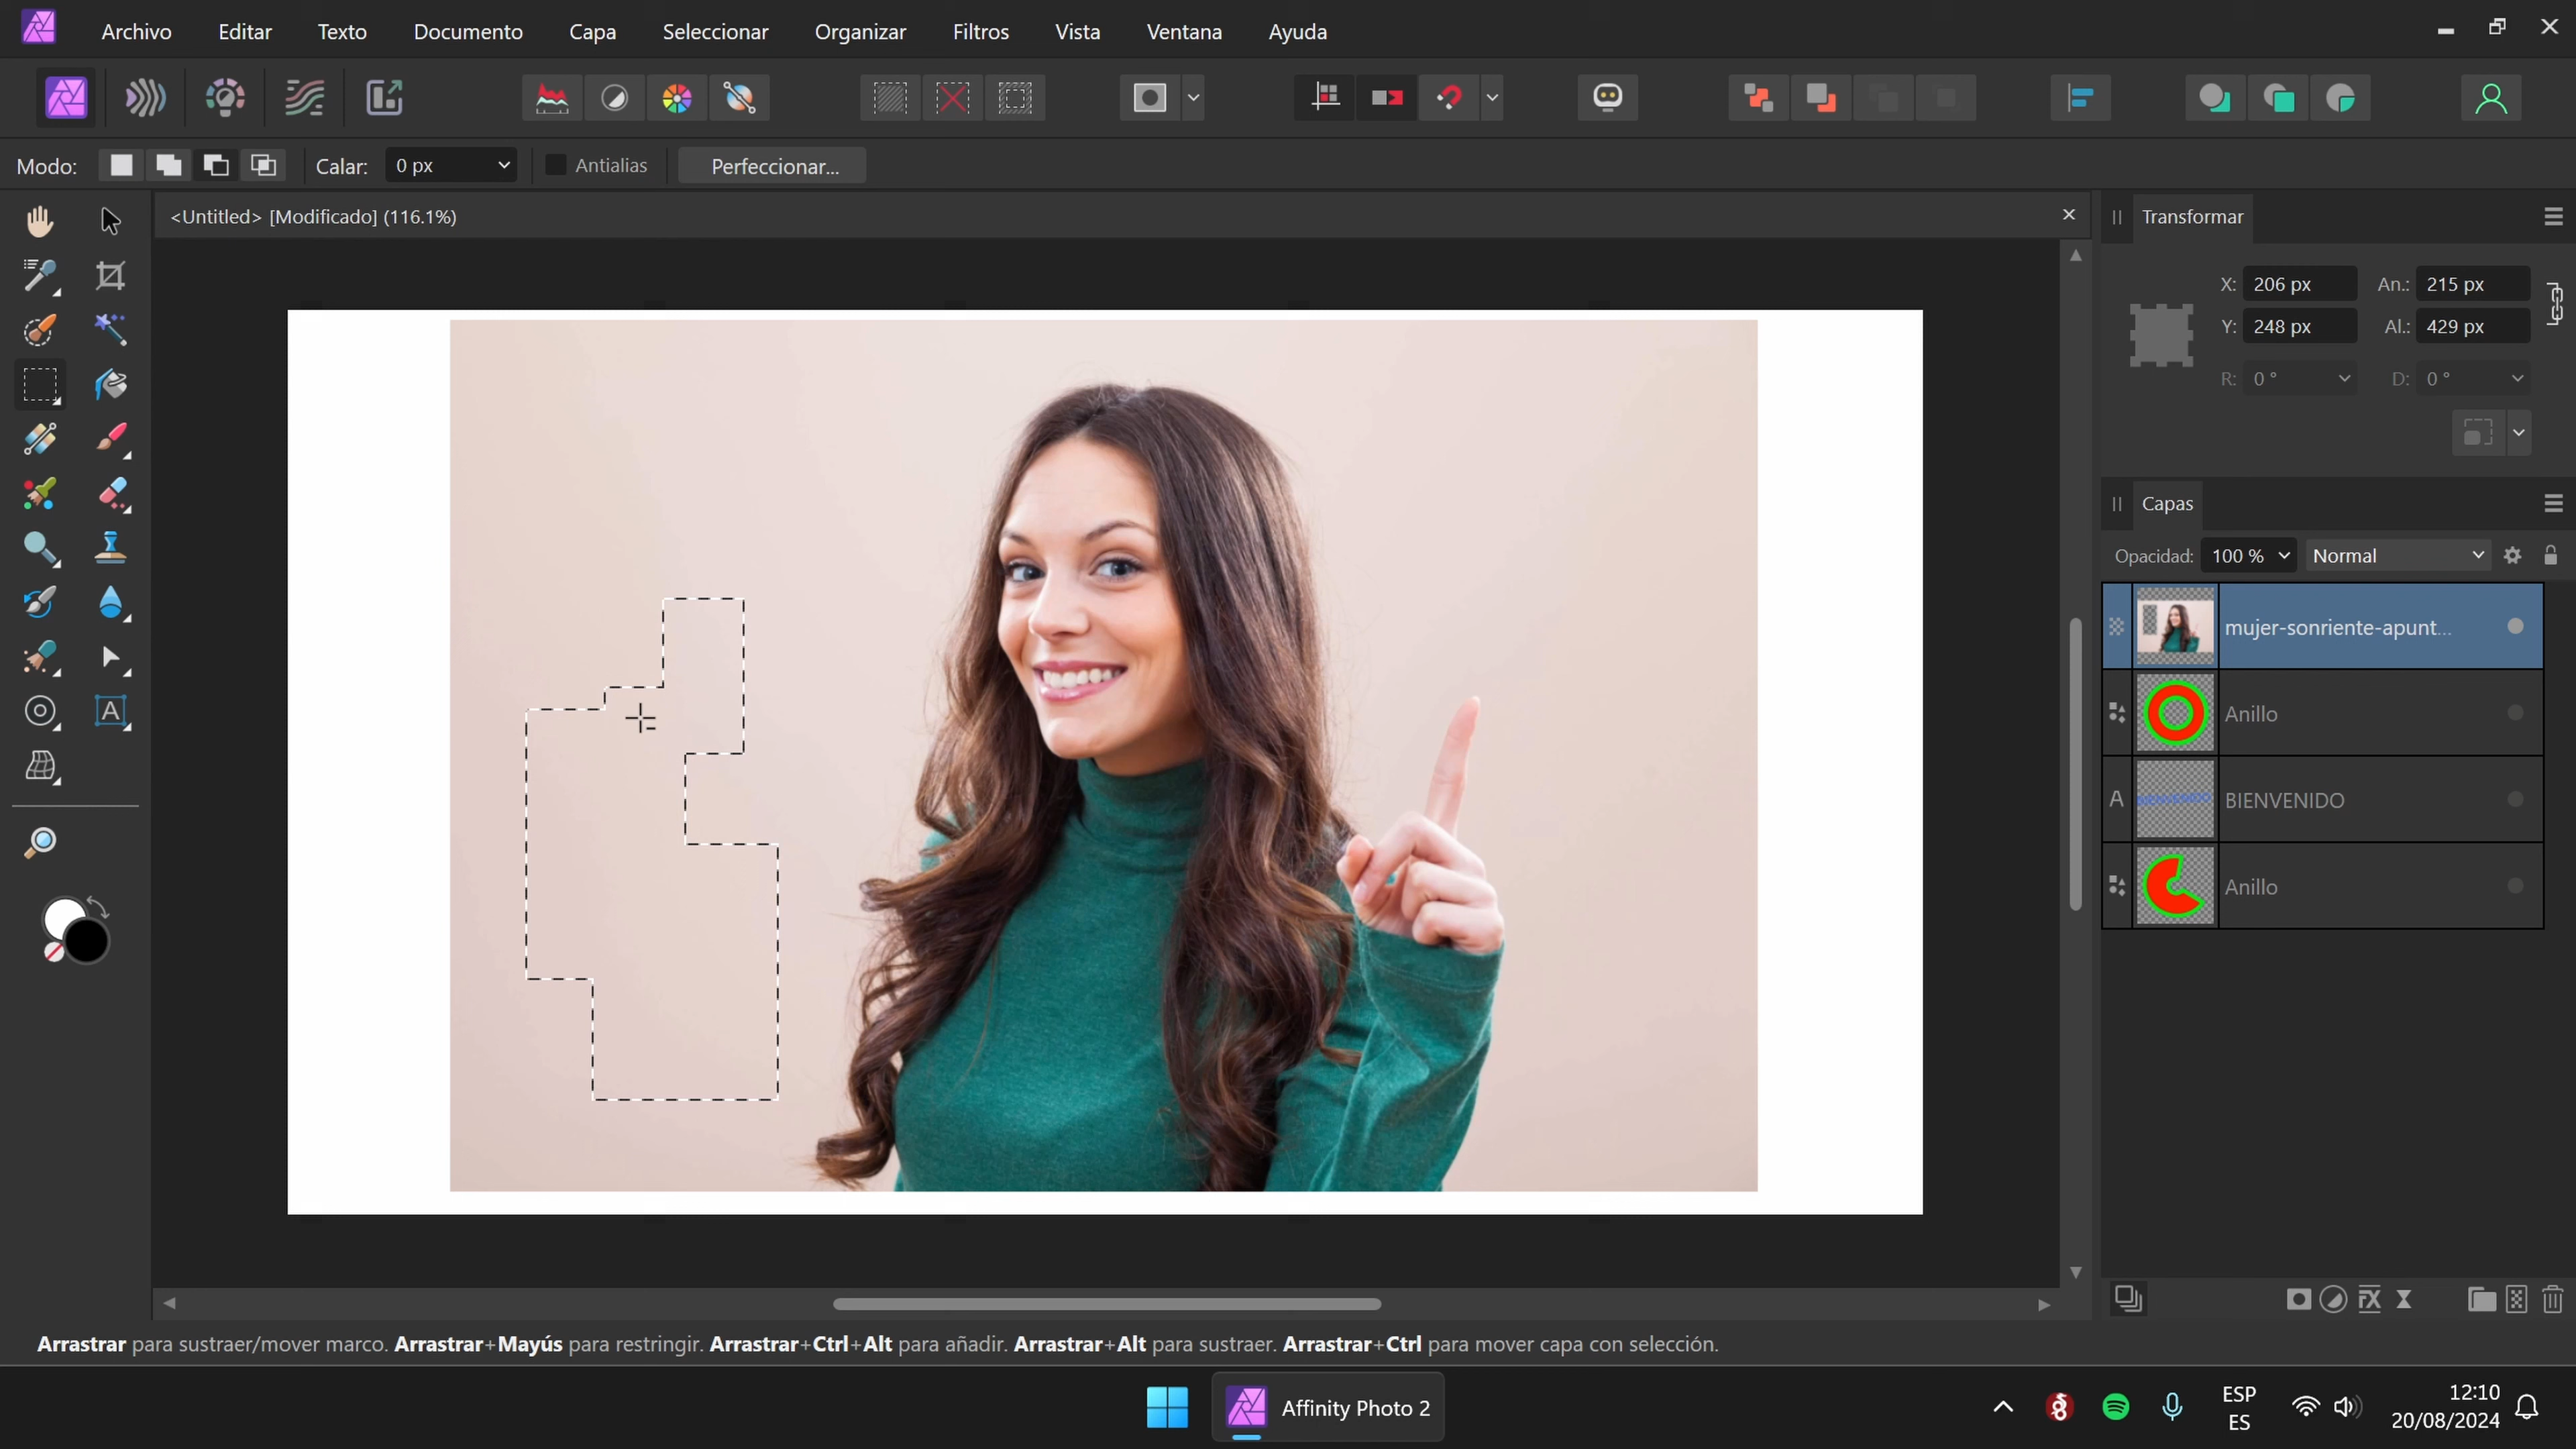 Archivo Editar Texto Documento Capa Seleccionar Organizar Filtros Vista Ventana Ayuda
Modo: Calar: 0 px Antialias Perfeccionar...
<Untitled> [Modificado] (116.1%)
Transformar
X: 206 px An.: 215 px
Y: 248 px Al.: 429 px
R: 0 ° D: 0 °
Capas
Opacidad: 100 % Normal
mujer-sonriente-apunt...
Anillo
A BIENVENIDO BIENVENIDO
Anillo
Arrastrar para sustraer/mover marco. Arrastrar+Mayús para restringir. Arrastrar+Ctrl+Alt para añadir. Arrastrar+Alt para sustraer. Arrastrar+Ctrl para mover capa con selección.
Affinity Photo 2
ESP
ES
12:10
20/08/2024